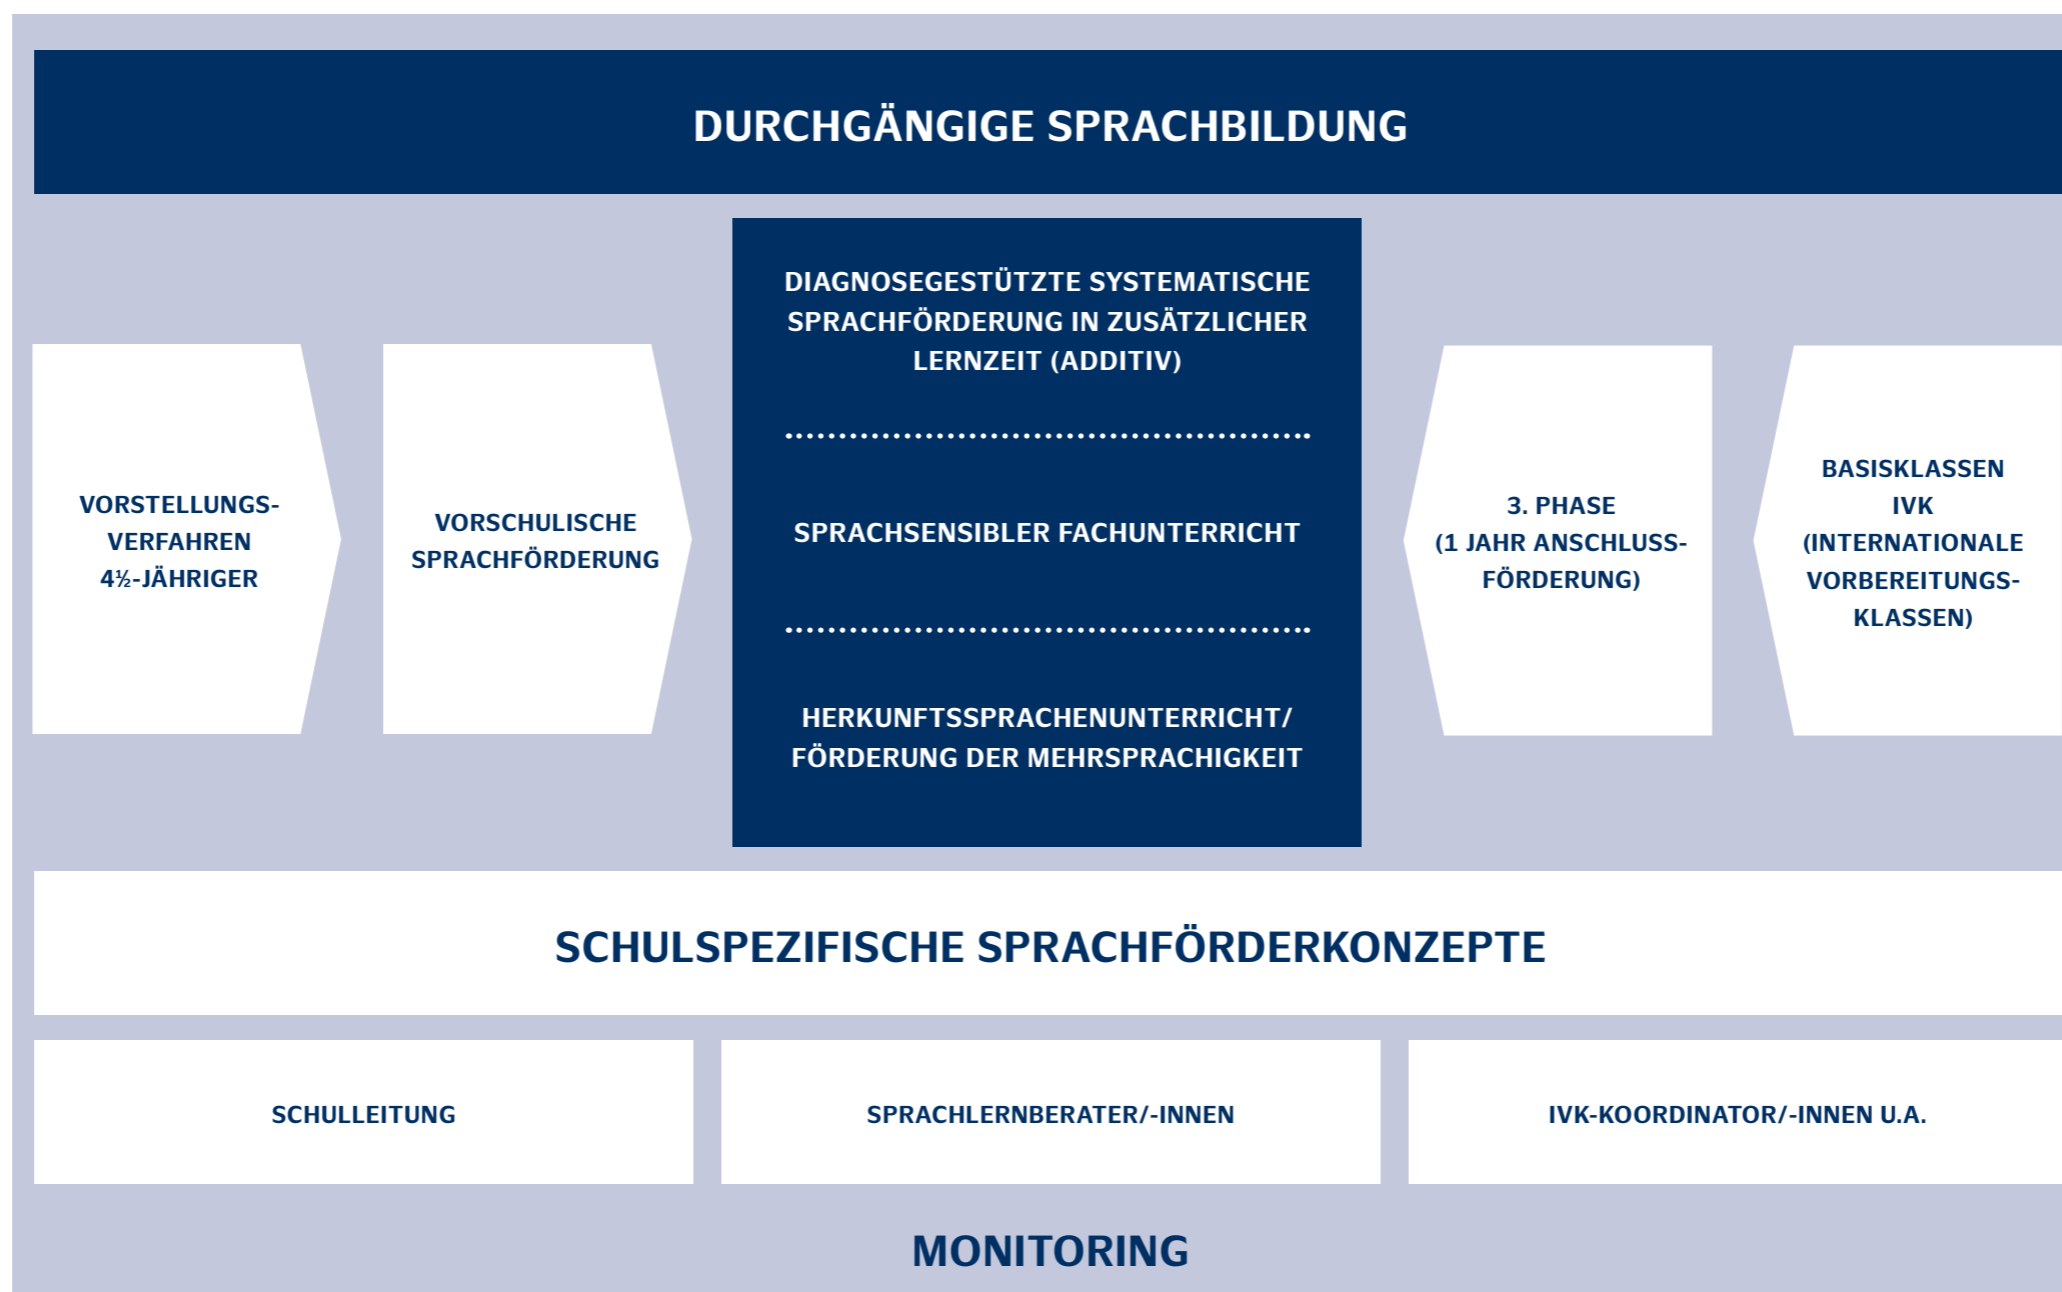 DURCHGÄNGIGE SPRACHBILDUNG
VORSTELLUNGS-
VERFAHREN
4½-JÄHRIGER
VORSCHULISCHE
SPRACHFÖRDERUNG
DIAGNOSEGESTÜTZTE SYSTEMATISCHE
SPRACHFÖRDERUNG IN ZUSÄTZLICHER
LERNZEIT (ADDITIV)
SPRACHSENSIBLER FACHUNTERRICHT
HERKUNFTSSPRACHENUNTERRICHT/
FÖRDERUNG DER MEHRSPRACHIGKEIT
3. PHASE
(1 JAHR ANSCHLUSS-
FÖRDERUNG)
BASISKLASSEN
IVK
(INTERNATIONALE
VORBEREITUNGS-
KLASSEN)
SCHULSPEZIFISCHE SPRACHFÖRDERKONZEPTE
SCHULLEITUNG
SPRACHLERNBERATER/-INNEN
IVK-KOORDINATOR/-INNEN U.A.
MONITORING